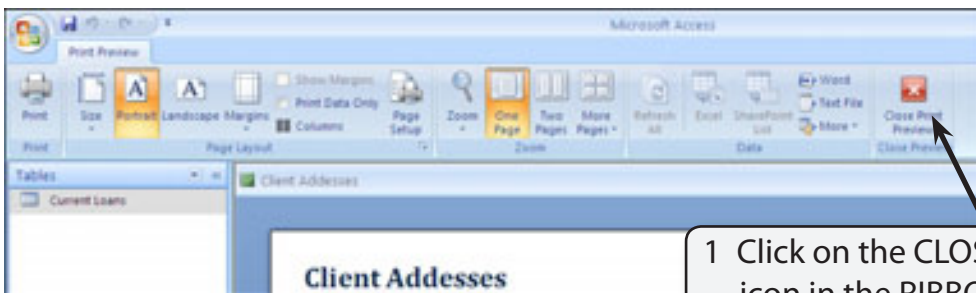 Microsoft Access
Print Preview
Print
Size
Portrait
Landscape
Margins
Show Margins
Print Data Only
Columns
Page Setup
Zoom
One Page
Two Pages
More Pages
Refresh All
Excel
SharePoint List
Word
Text File
More
Close Print Preview
Print
Page Layout
Zoom
Data
Close Preview
Tables
Client Addesses
Current Loans
Client Addesses
1 Click on the
icon in the